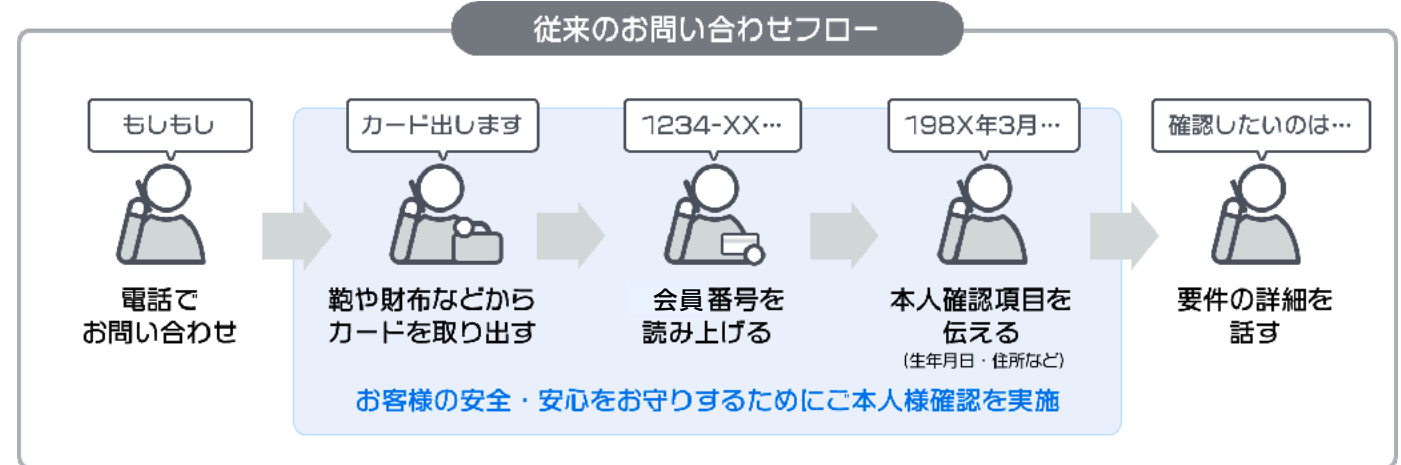 従来のお問い合わせフロー
もしもし
カード出します
1234-XX…
198X年3月…
確認したいのは…
電話で
お問い合わせ
鞄や財布などから
カードを取り出す
会員番号を
読み上げる
本人確認項目を
伝える
(生年月日・住所など)
要件の詳細を
話す
お客様の安全・安心をお守りするためにご本人様確認を実施